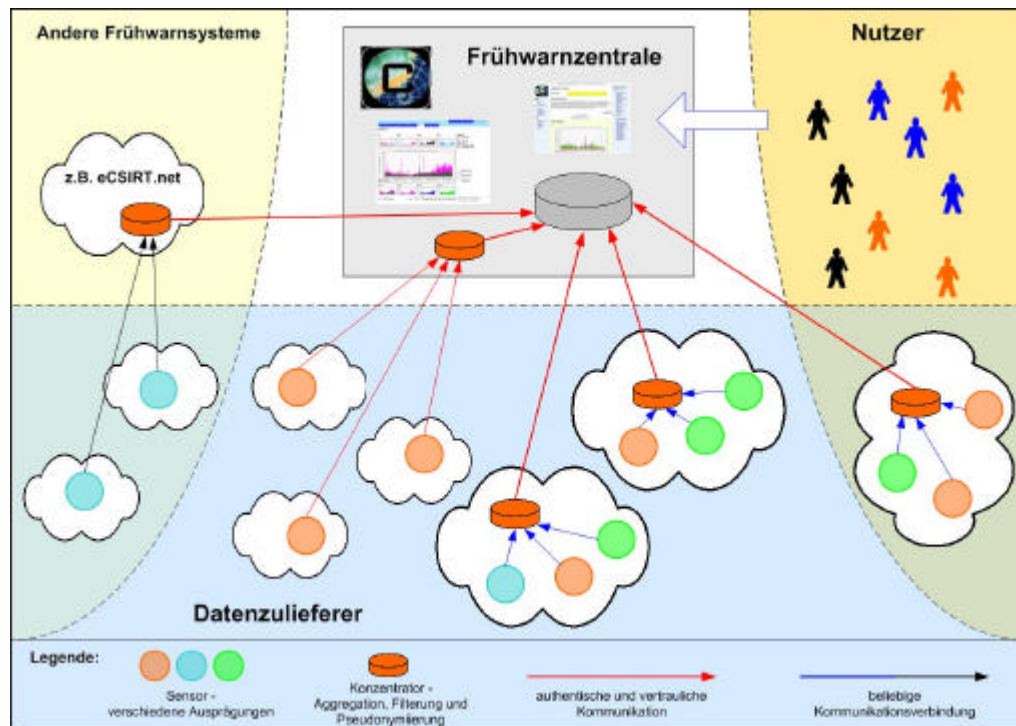 Andere Frühwarnsysteme
Frühwarnzentrale
Nutzer
z.B. eCSIRT.net
Datenzulieferer
Legende:
Sensor -
verschiedene Ausprägungen
Konzentrator -
Aggregation, Filterung und
Pseudonymiierung
authentische und vertrauliche
Kommunikation
beliebige
Kommunikationsverbindung